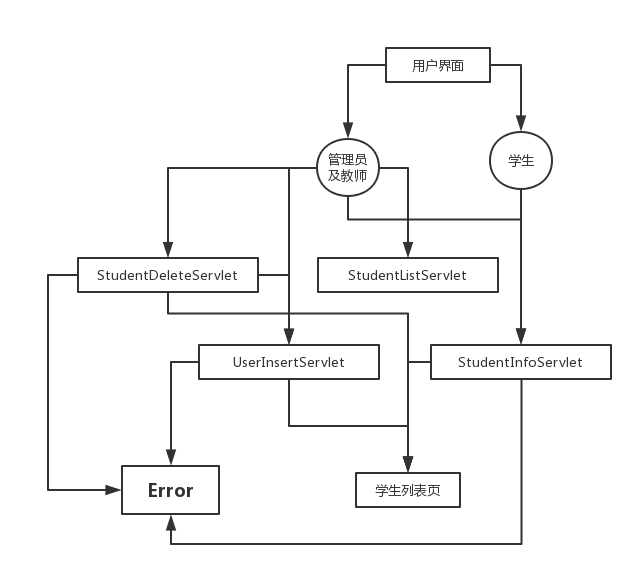 用户界面
管理员
及教师
学生
StudentDeleteServlet
StudentListServlet
UserInsertServlet
StudentInfoServlet
Error
学生列表页